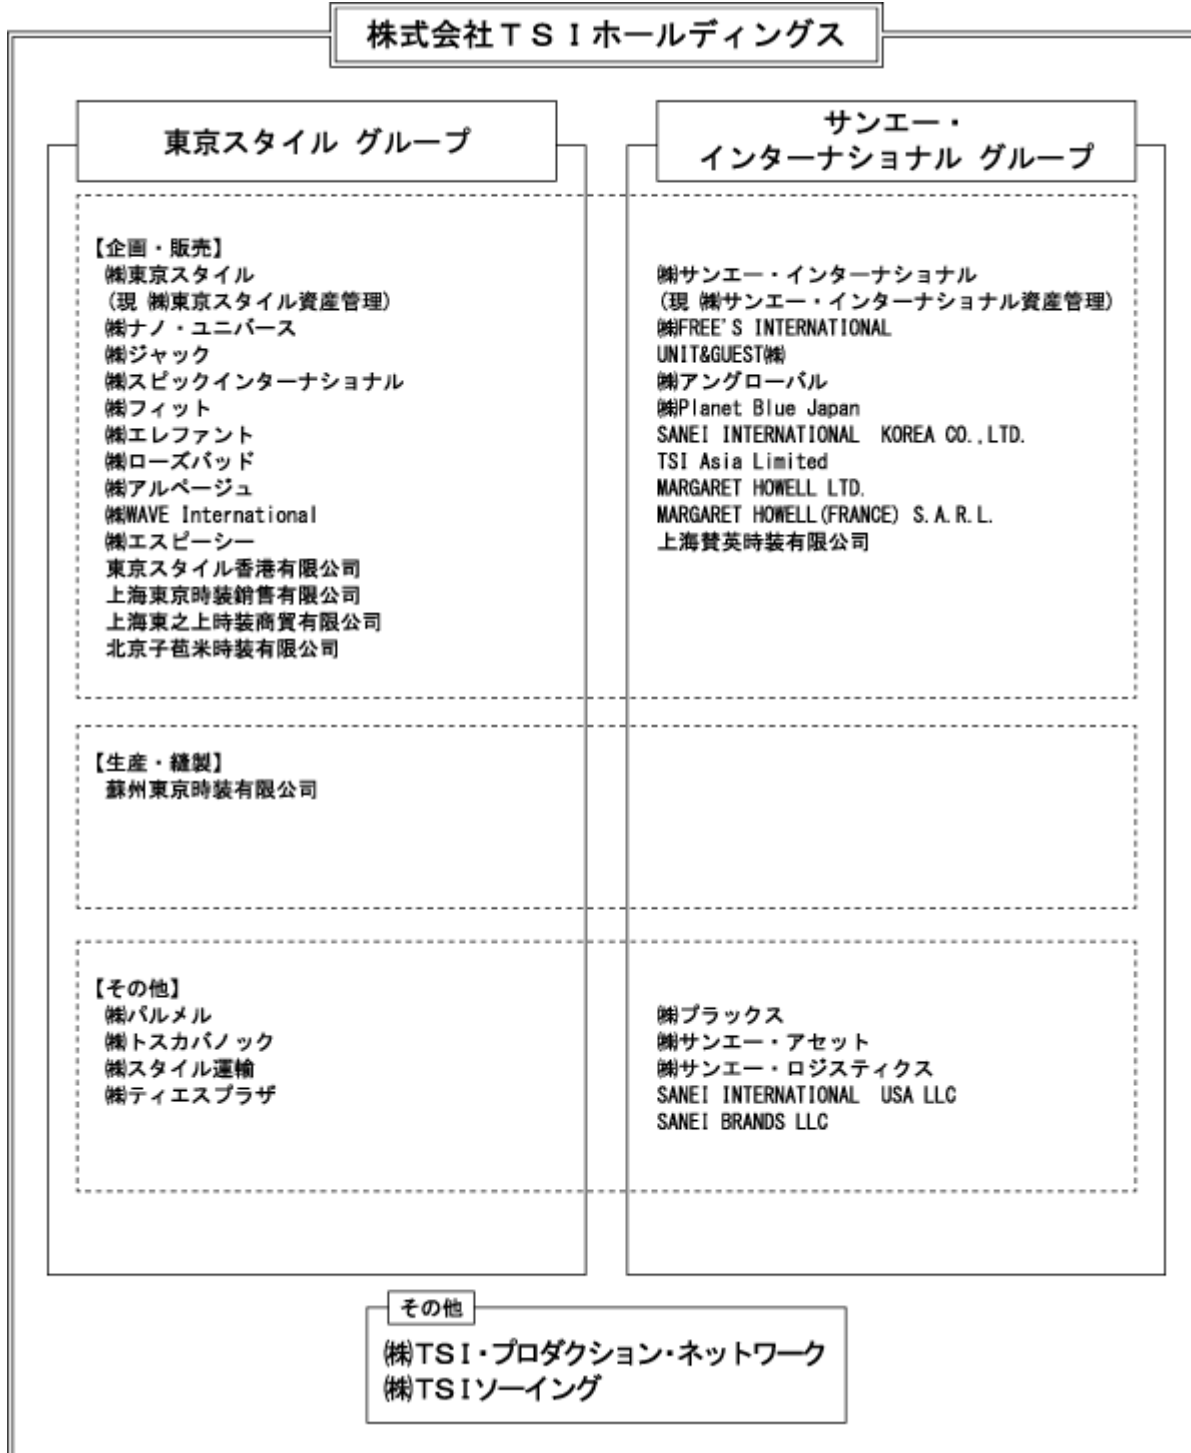 株式会社TSIホールディングス
東京スタイル グループ
サンエー・
インターナショナル グループ
【企画・販売】
㈱東京スタイル
(現 ㈱東京スタイル資産管理)
㈱ナノ・ユニバース
㈱ジャック
㈱スピックインターナショナル
㈱フィット
㈱エレファント
㈱ローズバッド
㈱アルページュ
㈱WAVE International
㈱エスピーシー
東京スタイル香港有限公司
上海東京時装銷售有限公司
上海東之上時装商貿有限公司
北京子苞米時装有限公司
㈱サンエー・インターナショナル
(現 ㈱サンエー・インターナショナル資産管理)
㈱FREE'S INTERNATIONAL
UNIT&GUEST㈱
㈱アングローバル
㈱Planet Blue Japan
SANEI INTERNATIONAL KOREA CO.,LTD.
TSI Asia Limited
MARGARET HOWELL LTD.
MARGARET HOWELL(FRANCE) S.A.R.L.
上海賛英時装有限公司
【生産・縫製】
蘇州東京時装有限公司
【その他】
㈱パルメル
㈱トスカバノック
㈱スタイル運輸
㈱ティエスプラザ
㈱プラックス
㈱サンエー・アセット
㈱サンエー・ロジスティクス
SANEI INTERNATIONAL USA LLC
SANEI BRANDS LLC
その他
㈱TSI・プロダクション・ネットワーク
㈱TSIソーイング